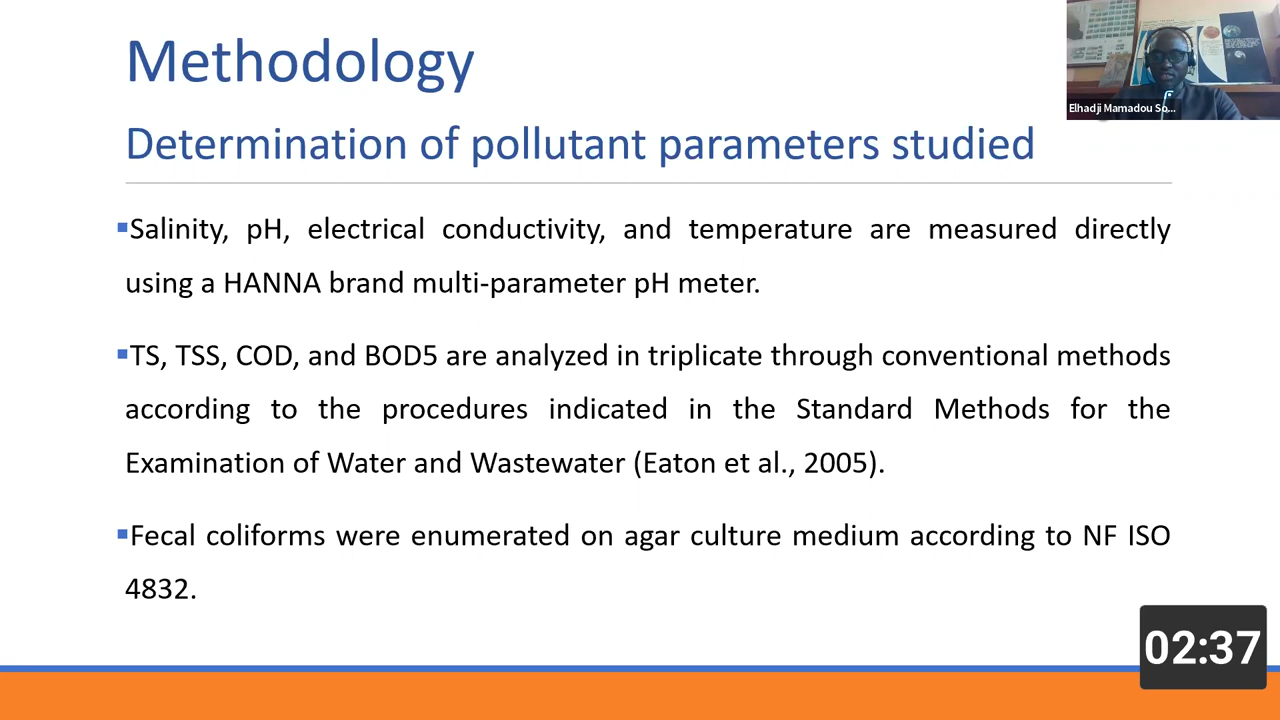 Methodology
Determination of pollutant parameters studied
▪Salinity, pH, electrical conductivity, and temperature are measured directly
using a HANNA brand multi-parameter pH meter.
▪TS, TSS, COD, and BOD5 are analyzed in triplicate through conventional methods
according to the procedures indicated in the Standard Methods for the
Examination of Water and Wastewater (Eaton et al., 2005).
▪Fecal coliforms were enumerated on agar culture medium according to NF ISO
4832.
Elhadji Mamadou So...
02:37